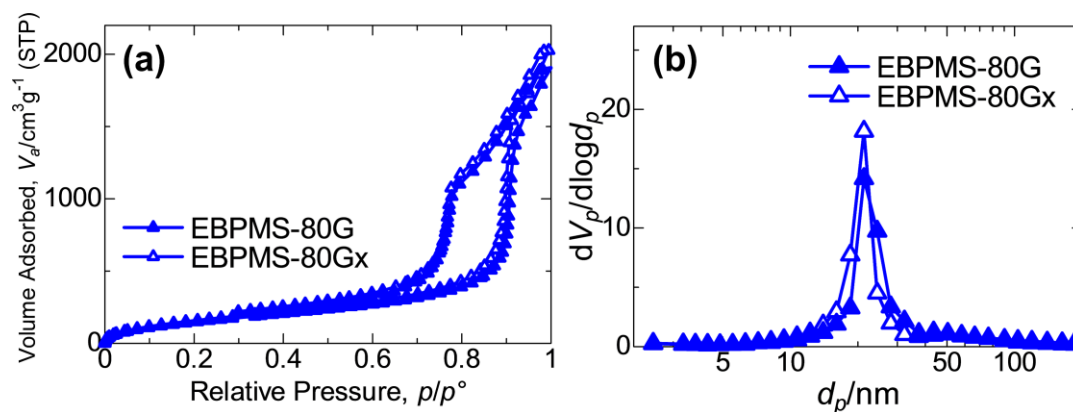 (a)
Volume Adsorbed, Va/cm³g⁻¹ (STP)
2000
1000
0
EBPMS-80G
EBPMS-80Gx
0 0.2 0.4 0.6 0.8 1
Relative Pressure, p/p°
(b)
dVp/dlogdp
20
10
0
EBPMS-80G
EBPMS-80Gx
5 10 50 100
dp/nm